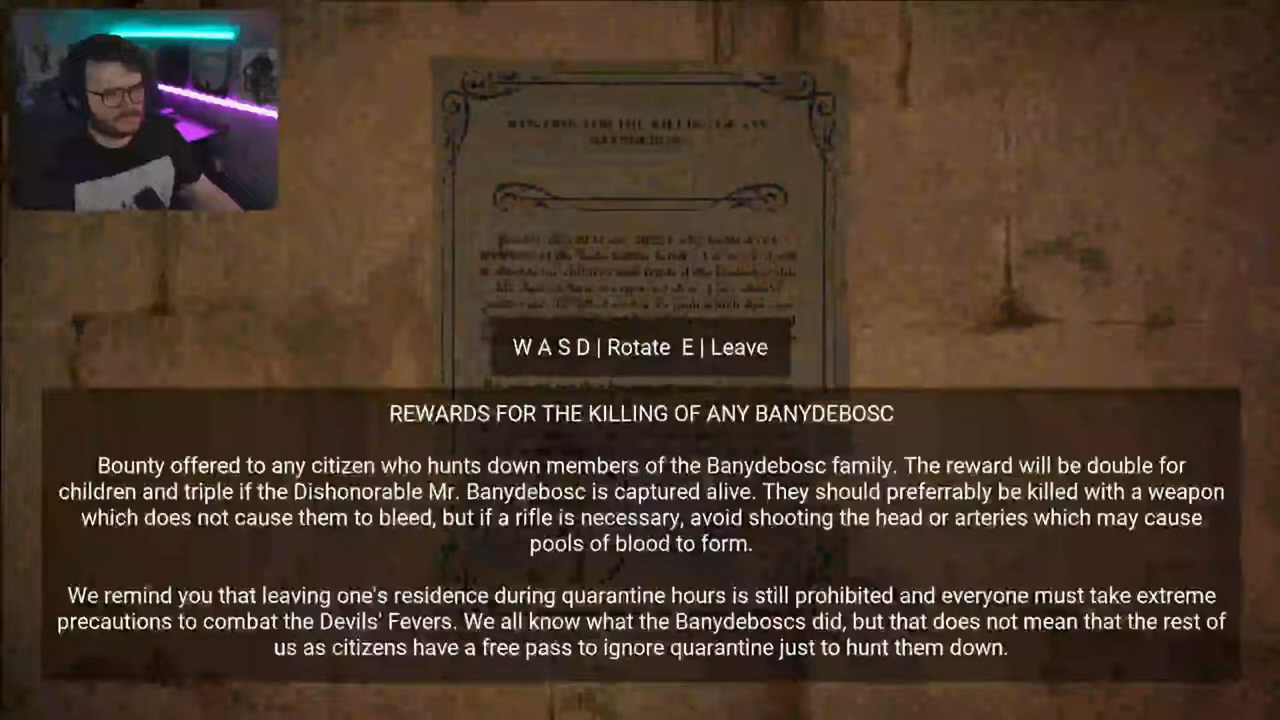 W A S D | Rotate E | Leave
REWARDS FOR THE KILLING OF ANY BANYDEBOSC
Bounty offered to any citizen who hunts down members of the Banydebosc family. The reward will be double for
children and triple if the Dishonorable Mr. Banydebosc is captured alive. They should preferrably be killed with a weapon
which does not cause them to bleed, but if a rifle is necessary, avoid shooting the head or arteries which may cause
pools of blood to form.
We remind you that leaving one's residence during quarantine hours is still prohibited and everyone must take extreme
precautions to combat the Devils' Fevers. We all know what the Banydeboscs did, but that does not mean that the rest of
us as citizens have a free pass to ignore quarantine just to hunt them down.